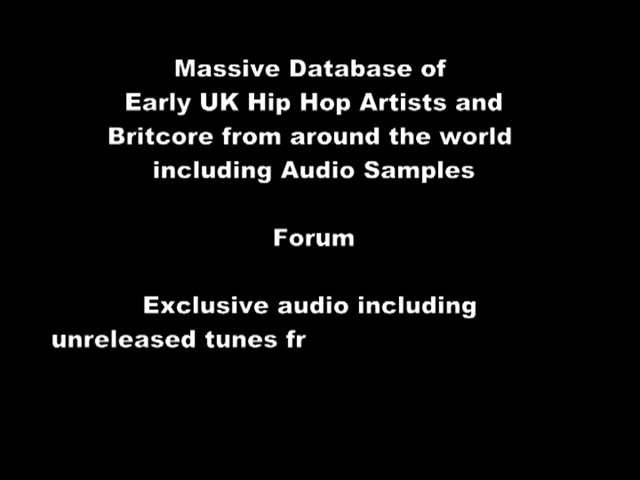 Massive Database of
Early UK Hip Hop Artists and
Britcore from around the world
including Audio Samples
Forum
Exclusive audio including
unreleased tunes fr